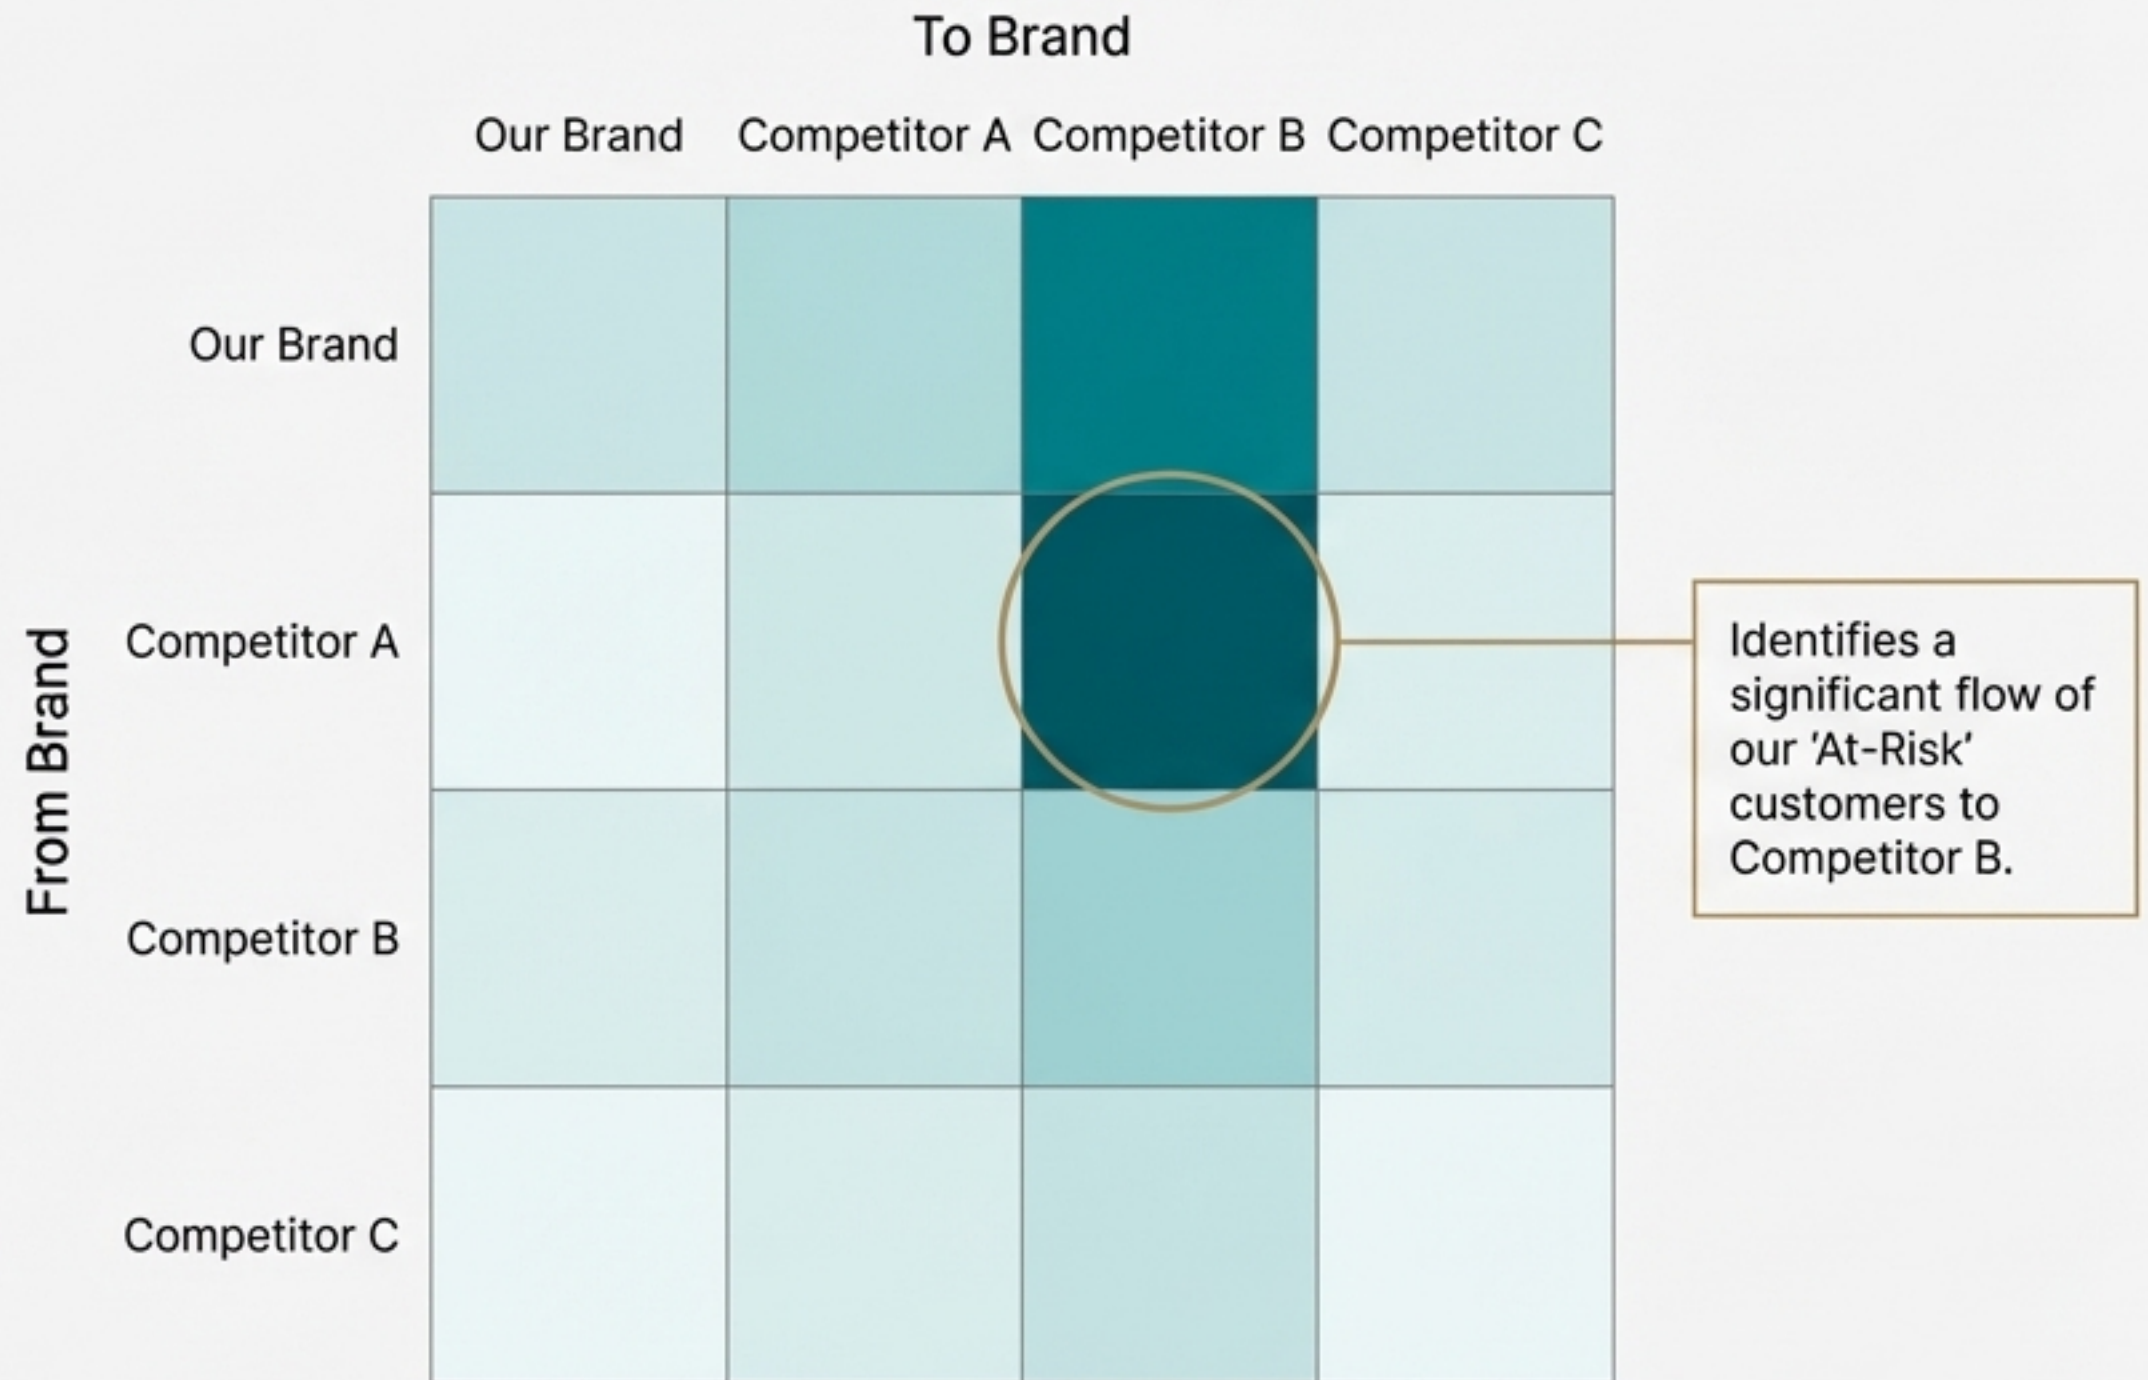 To Brand
Our Brand
Competitor A
Competitor B
Competitor C
Our Brand
From Brand
Competitor A
Competitor B
Competitor C
Identifies a
significant flow of
our 'At-Risk'
customers to
Competitor B.